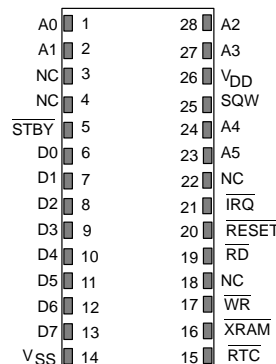 A0 1 28 A2
A1 2 27 A3
NC 3 26 VDD
NC 4 25 SQW
STBY 5 24 A4
D0 6 23 A5
D1 7 22 NC
D2 8 21 IRQ
D3 9 20 RESET
D4 10 19 RD
D5 11 18 NC
D6 12 17 WR
D7 13 16 XRAM
VSS 14 15 RTC